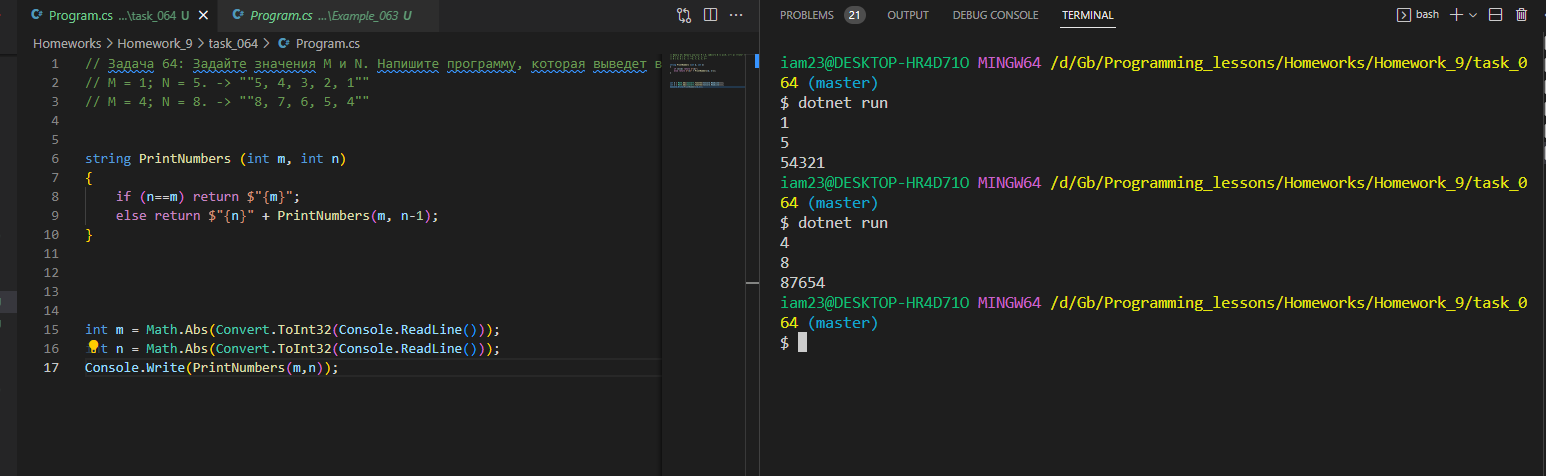 Program.cs ...\task_064 U
Program.cs ...\Example_063 U
Homeworks > Homework_9 > task_064 > Program.cs
1 // Задача 64: Задайте значения M и N. Напишите программу, которая выведет в
2 // M = 1; N = 5. -> ""5, 4, 3, 2, 1""
3 // M = 4; N = 8. -> ""8, 7, 6, 5, 4""
4
5
6 string PrintNumbers (int m, int n)
7 {
8 if (n==m) return $"{m}";
9 else return $"{n}" + PrintNumbers(m, n-1);
10 }
11
12
13
14
15 int m = Math.Abs(Convert.ToInt32(Console.ReadLine()));
16 int n = Math.Abs(Convert.ToInt32(Console.ReadLine()));
17 Console.Write(PrintNumbers(m,n));
PROBLEMS 21 OUTPUT DEBUG CONSOLE TERMINAL
bash
iam23@DESKTOP-HR4D71O MINGW64 /d/Gb/Programming_lessons/Homeworks/Homework_9/task_0
64 (master)
$ dotnet run
1
5
54321
iam23@DESKTOP-HR4D71O MINGW64 /d/Gb/Programming_lessons/Homeworks/Homework_9/task_0
64 (master)
$ dotnet run
4
8
87654
iam23@DESKTOP-HR4D71O MINGW64 /d/Gb/Programming_lessons/Homeworks/Homework_9/task_0
64 (master)
$